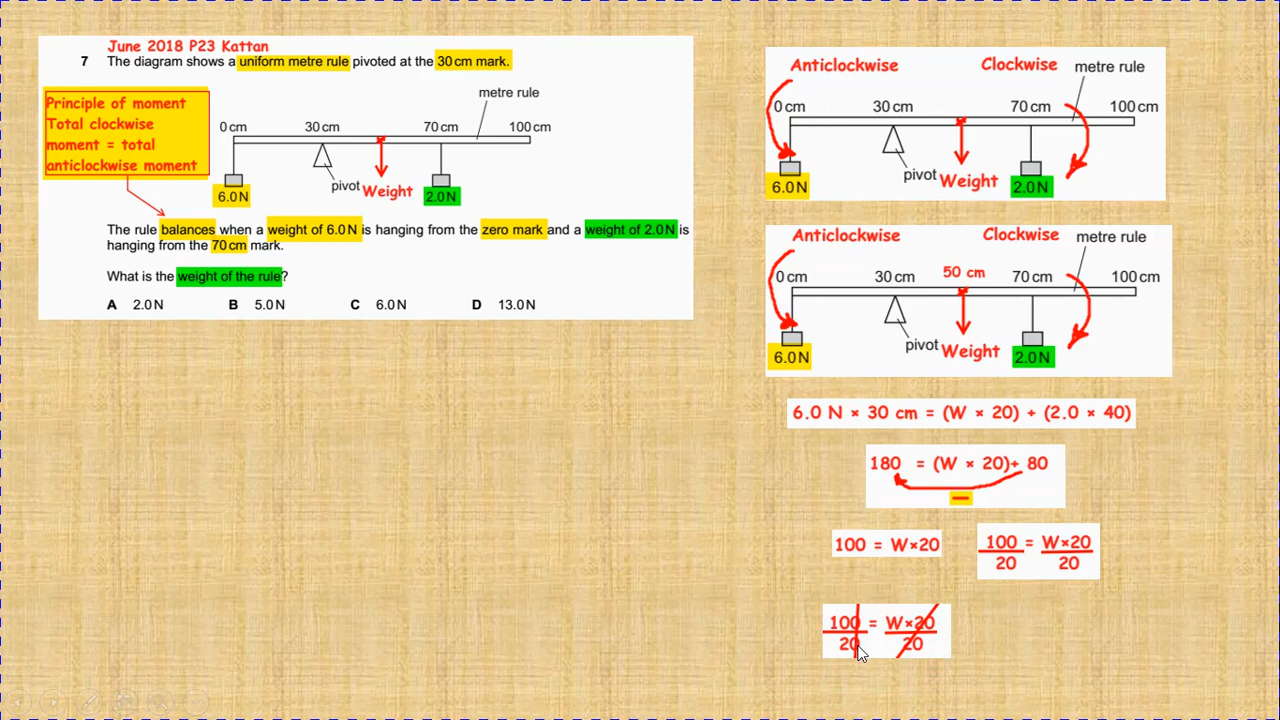 June 2018 P23 Kattan
7 The diagram shows a uniform metre rule pivoted at the 30 cm mark.
Principle of moment
Total clockwise
moment = total
anticlockwise moment
metre rule
0 cm 30 cm 70 cm 100 cm
pivot Weight
6.0 N 2.0 N
The rule balances when a weight of 6.0 N is hanging from the zero mark and a weight of 2.0 N is
hanging from the 70 cm mark.
What is the weight of the rule?
A 2.0 N B 5.0 N C 6.0 N D 13.0 N
Anticlockwise Clockwise metre rule
0 cm 30 cm 70 cm 100 cm
pivot Weight
6.0 N 2.0 N
Anticlockwise Clockwise metre rule
0 cm 30 cm 50 cm 70 cm 100 cm
pivot Weight
6.0 N 2.0 N
6.0 N × 30 cm = (W × 20) + (2.0 × 40)
180 = (W × 20)+ 80
−
100 = W×20
100 = W×20
20 20
100 = W×20
20 20